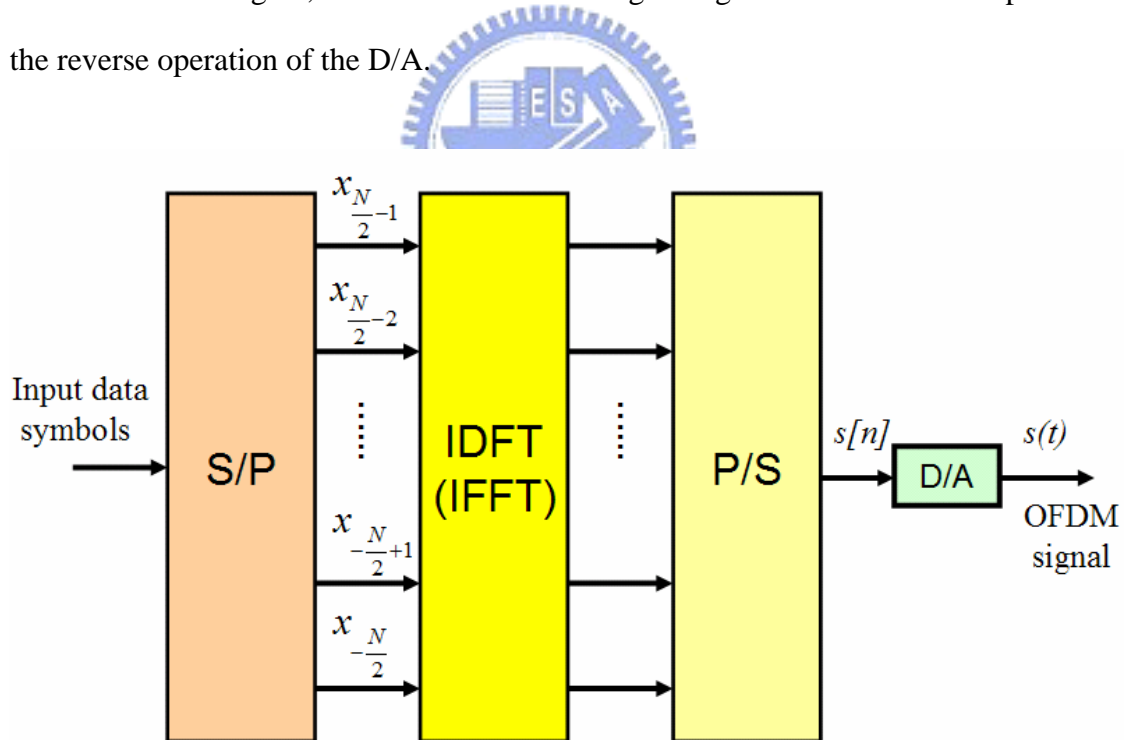 the reverse operation of the D/A.
E S A
x_{N/2-1}
x_{N/2-2}
Input data
symbols
S/P
IDFT
(IFFT)
P/S
s[n]
D/A
s(t)
OFDM
signal
x_{-N/2+1}
x_{-N/2}